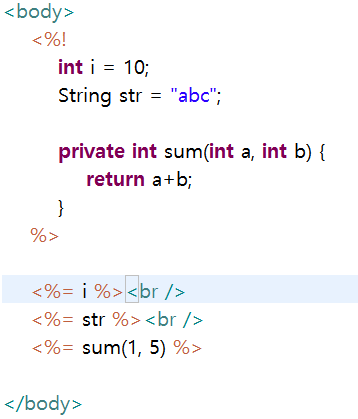 <body>
<%!
int i = 10;
String str = "abc";
private int sum(int a, int b) {
return a+b;
}
%>
<%= i %><br />
<%= str %><br />
<%= sum(1, 5) %>
</body>